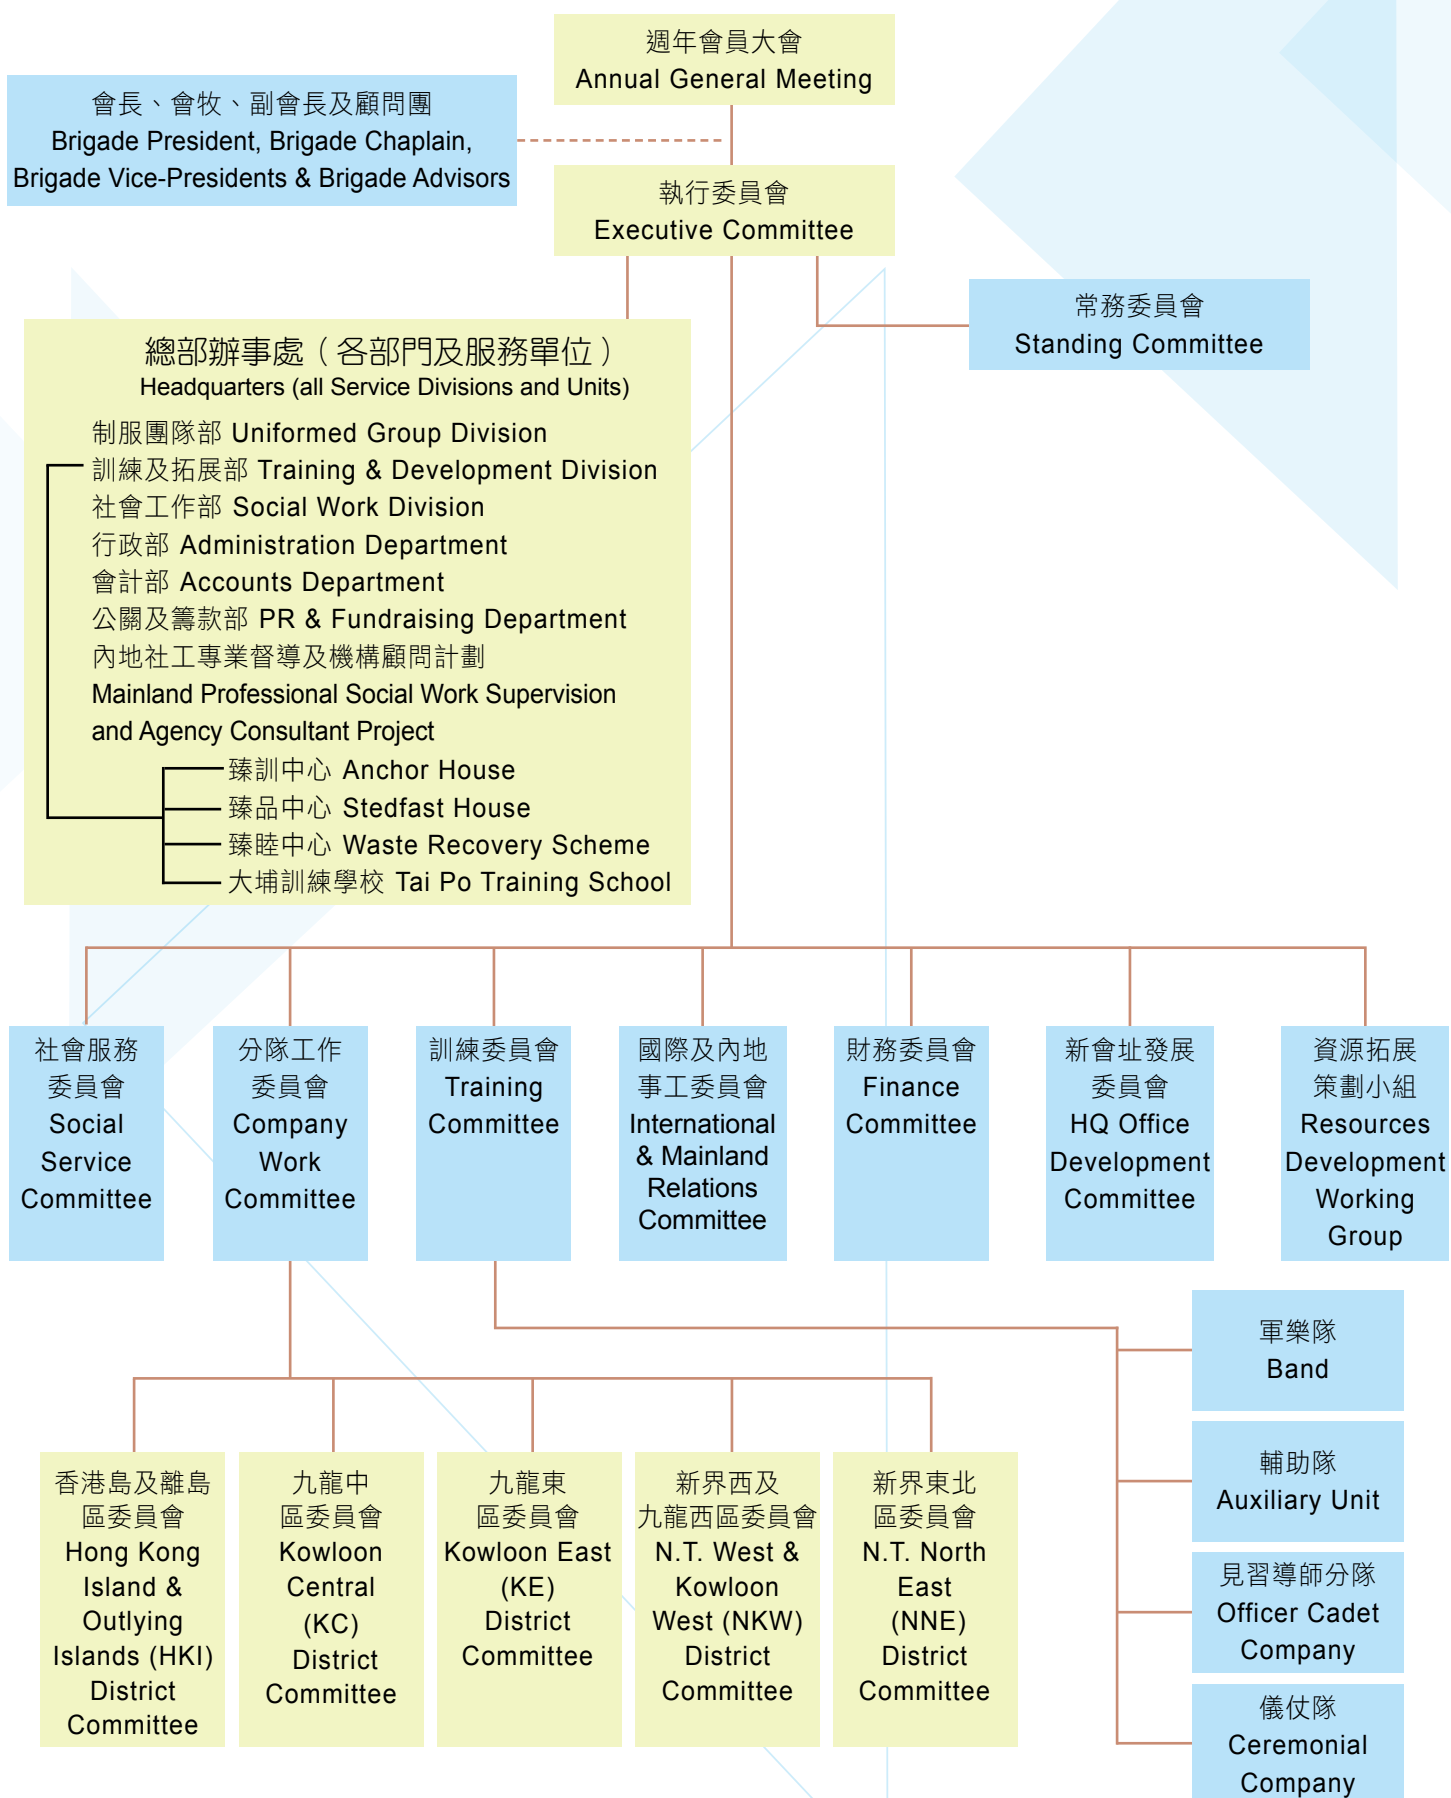 週年會員大會
Annual General Meeting
會長、會牧、副會長及顧問團
Brigade President, Brigade Chaplain,
Brigade Vice-Presidents & Brigade Advisors
執行委員會
Executive Committee
常務委員會
Standing Committee
總部辦事處（各部門及服務單位）
Headquarters (all Service Divisions and Units)
制服團隊部 Uniformed Group Division
訓練及拓展部 Training & Development Division
社會工作部 Social Work Division
行政部 Administration Department
會計部 Accounts Department
公關及籌款部 PR & Fundraising Department
內地社工專業督導及機構顧問計劃
Mainland Professional Social Work Supervision
and Agency Consultant Project
臻訓中心 Anchor House
臻品中心 Stedfast House
臻睦中心 Waste Recovery Scheme
大埔訓練學校 Tai Po Training School
社會服務
委員會
Social
Service
Committee
分隊工作
委員會
Company
Work
Committee
訓練委員會
Training
Committee
國際及內地
事工委員會
International
& Mainland
Relations
Committee
財務委員會
Finance
Committee
新會址發展
委員會
HQ Office
Development
Committee
資源拓展
策劃小組
Resources
Development
Working
Group
軍樂隊
Band
輔助隊
Auxiliary Unit
見習導師分隊
Officer Cadet
Company
儀仗隊
Ceremonial
Company
香港島及離島
區委員會
Hong Kong
Island &
Outlying
Islands (HKI)
District
Committee
九龍中
區委員會
Kowloon
Central
(KC)
District
Committee
九龍東
區委員會
Kowloon East
(KE)
District
Committee
新界西及
九龍西區委員會
N.T. West &
Kowloon
West (NKW)
District
Committee
新界東北
區委員會
N.T. North
East
(NNE)
District
Committee